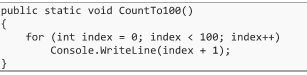 public static void CountTo100()
{
    for (int index = 0; index < 100; index++)
        Console.WriteLine(index + 1);
}